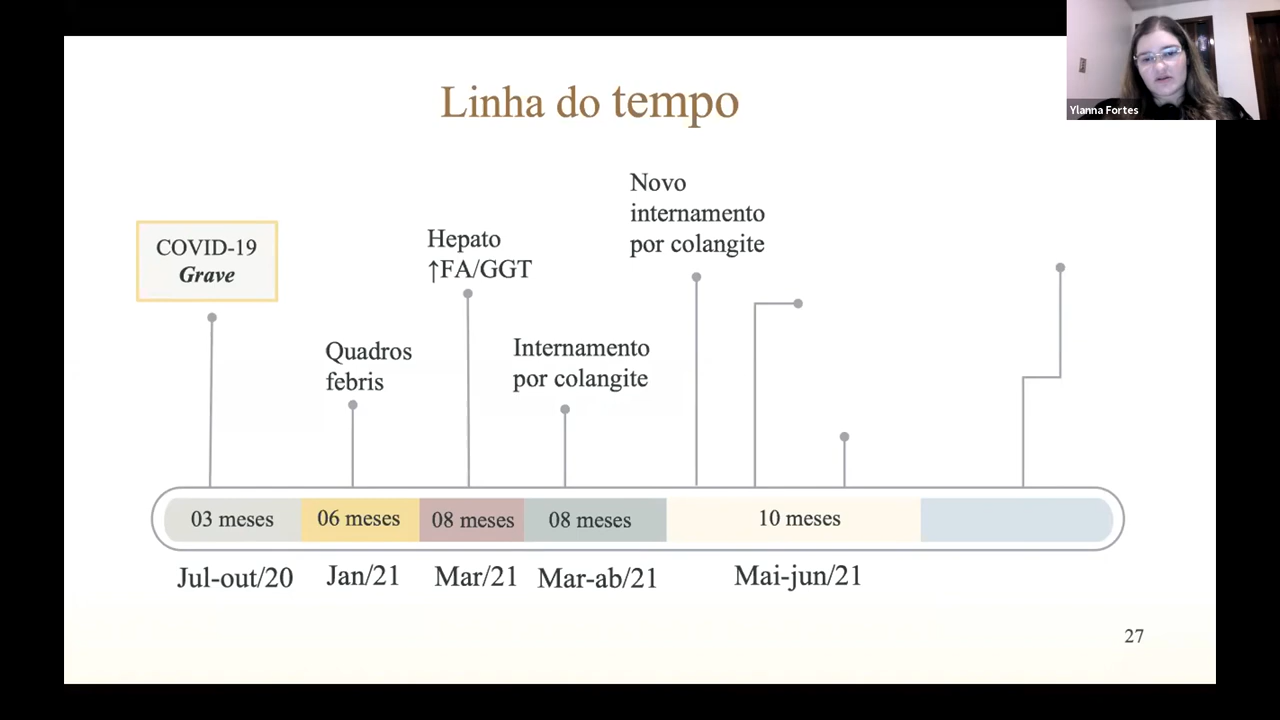 Ylanna Fortes
Linha do tempo
COVID-19
Grave
Quadros
febris
Hepato
↑FA/GGT
Internamento
por colangite
Novo
internamento
por colangite
03 meses
06 meses
08 meses
08 meses
10 meses
Jul-out/20
Jan/21
Mar/21
Mar-ab/21
Mai-jun/21
27